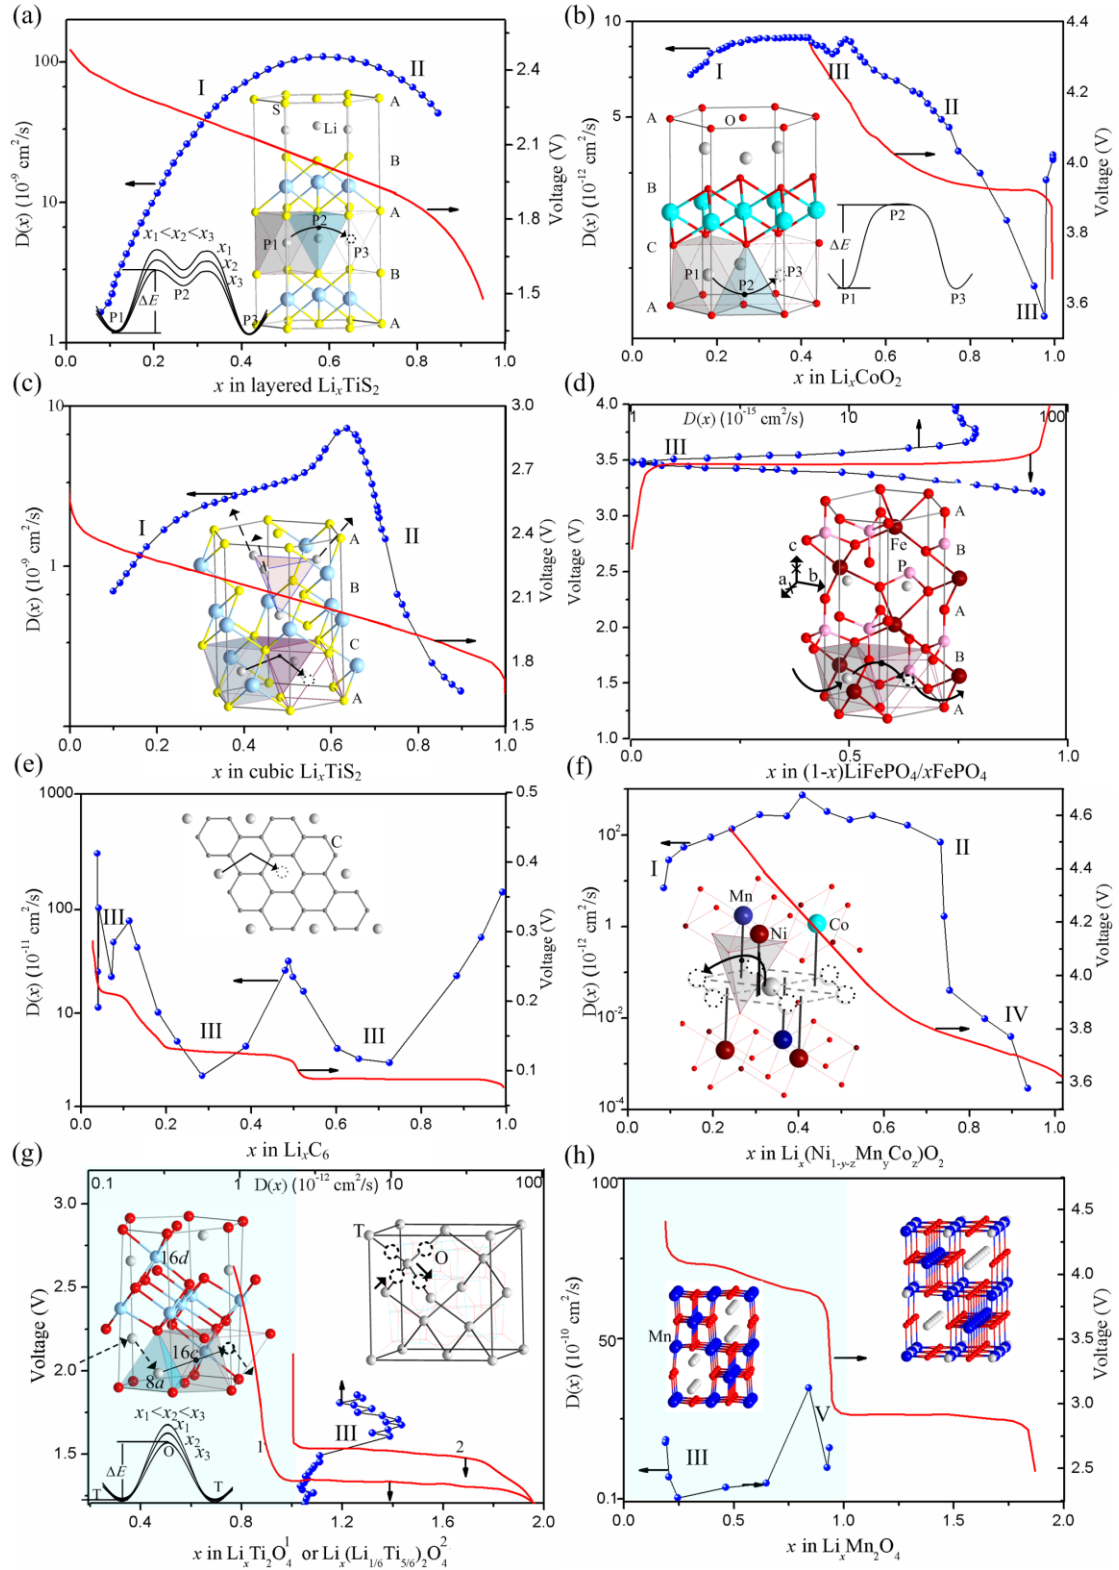 (a)
100
10
1
D(x) (10⁻⁹ cm²/s)
I
II
S
Li
A
B
A
B
A
P1
P2
P3
x₁<x₂<x₃
x₁
x₂
x₃
ΔE
P1
P2
P3
2.4
2.1
1.8
1.5
Voltage (V)
0.0 0.2 0.4 0.6 0.8 1.0
x in layered LiₓTiS₂
(b)
10
5
D(x) (10⁻¹² cm²/s)
I
III
II
III
A
O
B
C
A
P1
P2
P3
ΔE
P1
P2
P3
4.4
4.2
4.0
3.8
3.6
Voltage (V)
0.0 0.2 0.4 0.6 0.8 1.0
x in LiₓCoO₂
(c)
10
1
D(x) (10⁻⁹ cm²/s)
I
II
A
B
C
A
3.0
2.7
2.4
2.1
1.8
1.5
Voltage (V)
0.0 0.2 0.4 0.6 0.8 1.0
x in cubic LiₓTiS₂
(d)
1 10 100
D(x) (10⁻¹⁵ cm²/s)
4.0
3.5
3.0
2.5
2.0
1.5
1.0
Voltage (V)
III
A
Fe
B
P
c
b
a
A
B
A
0.0 0.5 1.0
x in (1-x)LiFePO₄/xFePO₄
(e)
1000
100
10
1
D(x) (10⁻¹¹ cm²/s)
C
III
III
III
0.5
0.4
0.3
0.2
0.1
Voltage (V)
0.0 0.2 0.4 0.6 0.8 1.0
x in LiₓC₆
(f)
10²
1
10⁻²
10⁻⁴
D(x) (10⁻¹² cm²/s)
I
II
IV
Mn
Ni
Co
4.6
4.4
4.2
4.0
3.8
3.6
Voltage (V)
0.0 0.2 0.4 0.6 0.8 1.0
x in Liₓ(Ni₁₋y₋zMnyCoz)O₂
(g)
0.1 1 10 100
D(x) (10⁻¹² cm²/s)
3.0
2.5
2.0
1.5
Voltage (V)
16d
16c
8a
T
O
x₁<x₂<x₃
x₁
x₂
x₃
O
ΔE
T
T
1
III
2
0.4 0.8 1.2 1.6 2.0
x in LiₓTi₂O₄¹ or Liₓ(Li₁/₆Ti₅/₆)₂O₄²
(h)
100
50
0.1
D(x) (10⁻¹⁰ cm²/s)
Mn
III
V
4.5
4.0
3.5
3.0
2.5
Voltage (V)
0.0 0.5 1.0 1.5 2.0
x in LiₓMn₂O₄